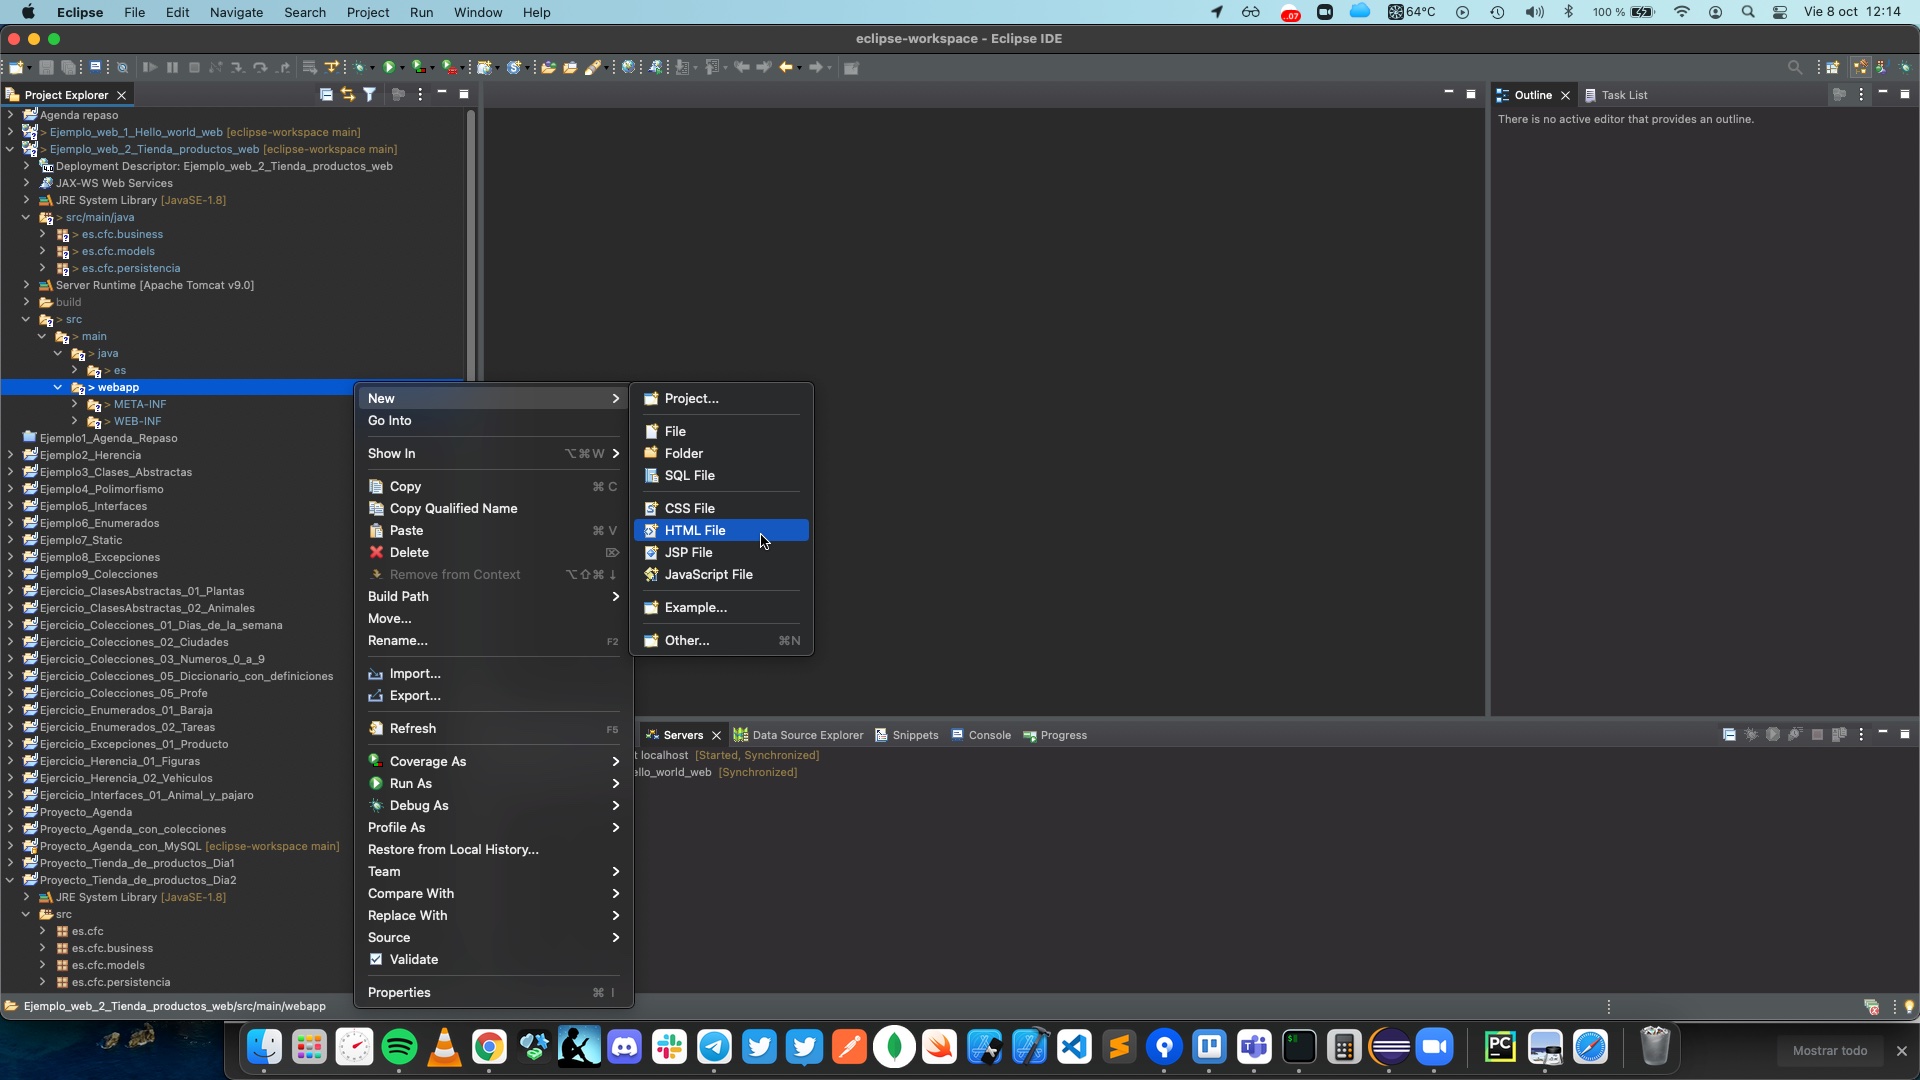 Eclipse File Edit Navigate Search Project Run Window Help
.07 64°C 100 % Vie 8 oct 12:14
eclipse-workspace - Eclipse IDE
Project Explorer
Agenda repaso
> Ejemplo_web_1_Hello_world_web [eclipse-workspace main]
> Ejemplo_web_2_Tienda_productos_web [eclipse-workspace main]
Deployment Descriptor: Ejemplo_web_2_Tienda_productos_web
JAX-WS Web Services
JRE System Library [JavaSE-1.8]
> src/main/java
> es.cfc.business
> es.cfc.models
> es.cfc.persistencia
Server Runtime [Apache Tomcat v9.0]
build
> src
> main
> java
> es
> webapp
> META-INF
> WEB-INF
Ejemplo1_Agenda_Repaso
Ejemplo2_Herencia
Ejemplo3_Clases_Abstractas
Ejemplo4_Polimorfismo
Ejemplo5_Interfaces
Ejemplo6_Enumerados
Ejemplo7_Static
Ejemplo8_Excepciones
Ejemplo9_Colecciones
Ejercicio_ClasesAbstractas_01_Plantas
Ejercicio_ClasesAbstractas_02_Animales
Ejercicio_Colecciones_01_Dias_de_la_semana
Ejercicio_Colecciones_02_Ciudades
Ejercicio_Colecciones_03_Numeros_0_a_9
Ejercicio_Colecciones_05_Diccionario_con_definiciones
Ejercicio_Colecciones_05_Profe
Ejercicio_Enumerados_01_Baraja
Ejercicio_Enumerados_02_Tareas
Ejercicio_Excepciones_01_Producto
Ejercicio_Herencia_01_Figuras
Ejercicio_Herencia_02_Vehiculos
Ejercicio_Interfaces_01_Animal_y_pajaro
Proyecto_Agenda
Proyecto_Agenda_con_colecciones
Proyecto_Agenda_con_MySQL [eclipse-workspace main]
Proyecto_Tienda_de_productos_Dia1
Proyecto_Tienda_de_productos_Dia2
JRE System Library [JavaSE-1.8]
src
es.cfc
es.cfc.business
es.cfc.models
es.cfc.persistencia
New
Go Into
Show In ⌥⌘W
Copy ⌘ C
Copy Qualified Name
Paste ⌘ V
Delete ⌦
Remove from Context ⌥⇧⌘ ↓
Build Path
Move...
Rename... F2
Import...
Export...
Refresh F5
Coverage As
Run As
Debug As
Profile As
Restore from Local History...
Team
Compare With
Replace With
Source
Validate
Properties ⌘ I
Project...
File
Folder
SQL File
CSS File
HTML File
JSP File
JavaScript File
Example...
Other... ⌘N
Outline Task List
There is no active editor that provides an outline.
Servers Data Source Explorer Snippets Console Progress
t localhost [Started, Synchronized]
ello_world_web [Synchronized]
Ejemplo_web_2_Tienda_productos_web/src/main/webapp
PC
Mostrar todo